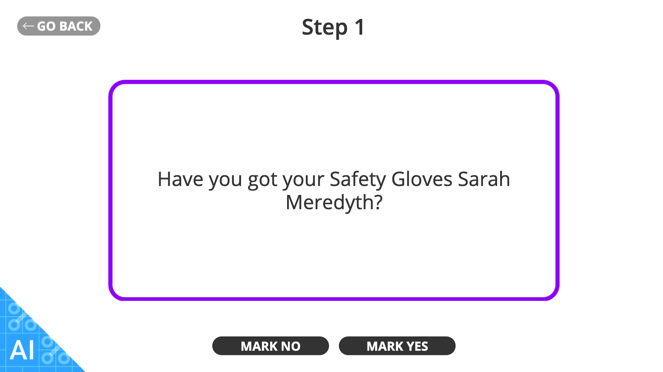 ← GO BACK
Step 1
Have you got your Safety Gloves Sarah
Meredyth?
MARK NO
MARK YES
AI